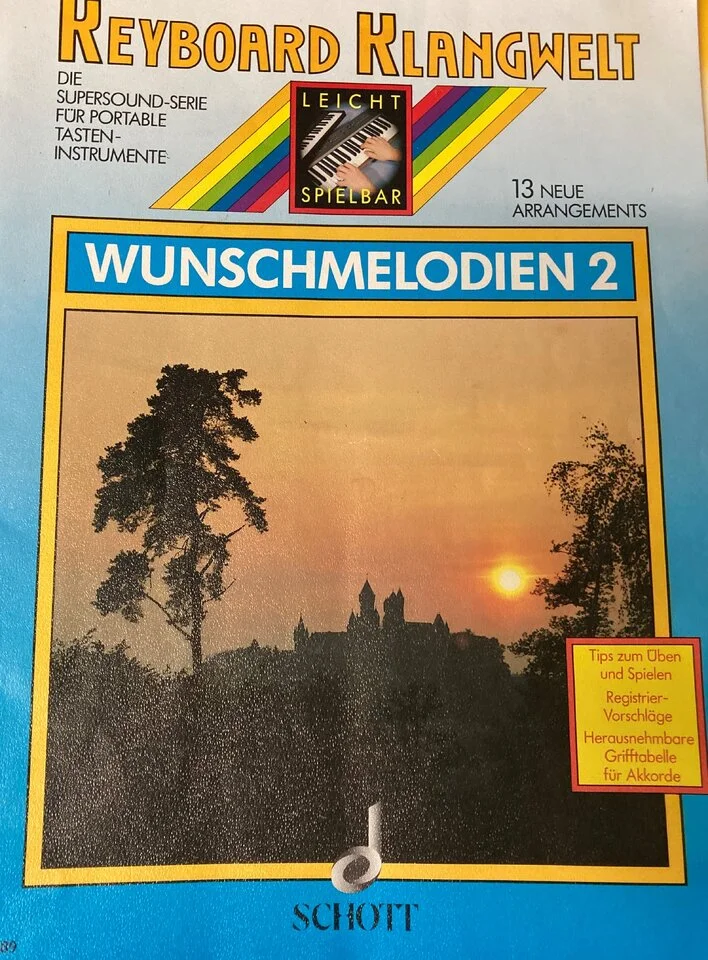 KEYBOARD KLANGWELT
DIE
SUPERSOUND-SERIE
FÜR PORTABLE
TASTEN-
INSTRUMENTE
LEICHT
SPIELBAR
13 NEUE
ARRANGEMENTS
WUNSCHMELODIEN 2
Tips zum Üben
und Spielen
Registrier-
Vorschläge
Herausnehmbare
Grifftabelle
für Akkorde
SCHOTT
89